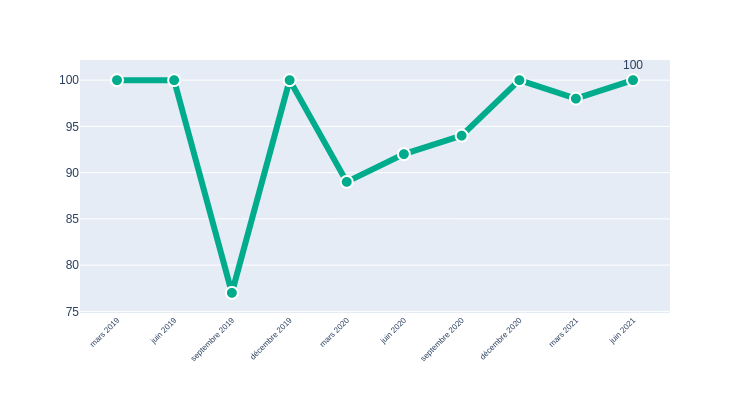 100
100
95
90
85
80
75
mars 2019
juin 2019
septembre 2019
décembre 2019
mars 2020
juin 2020
septembre 2020
décembre 2020
mars 2021
juin 2021